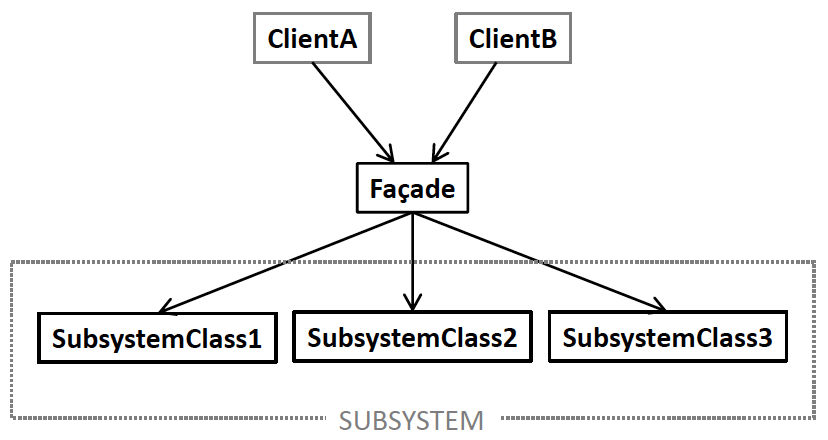 ClientA
ClientB
Façade
SubsystemClass1
SubsystemClass2
SubsystemClass3
SUBSYSTEM